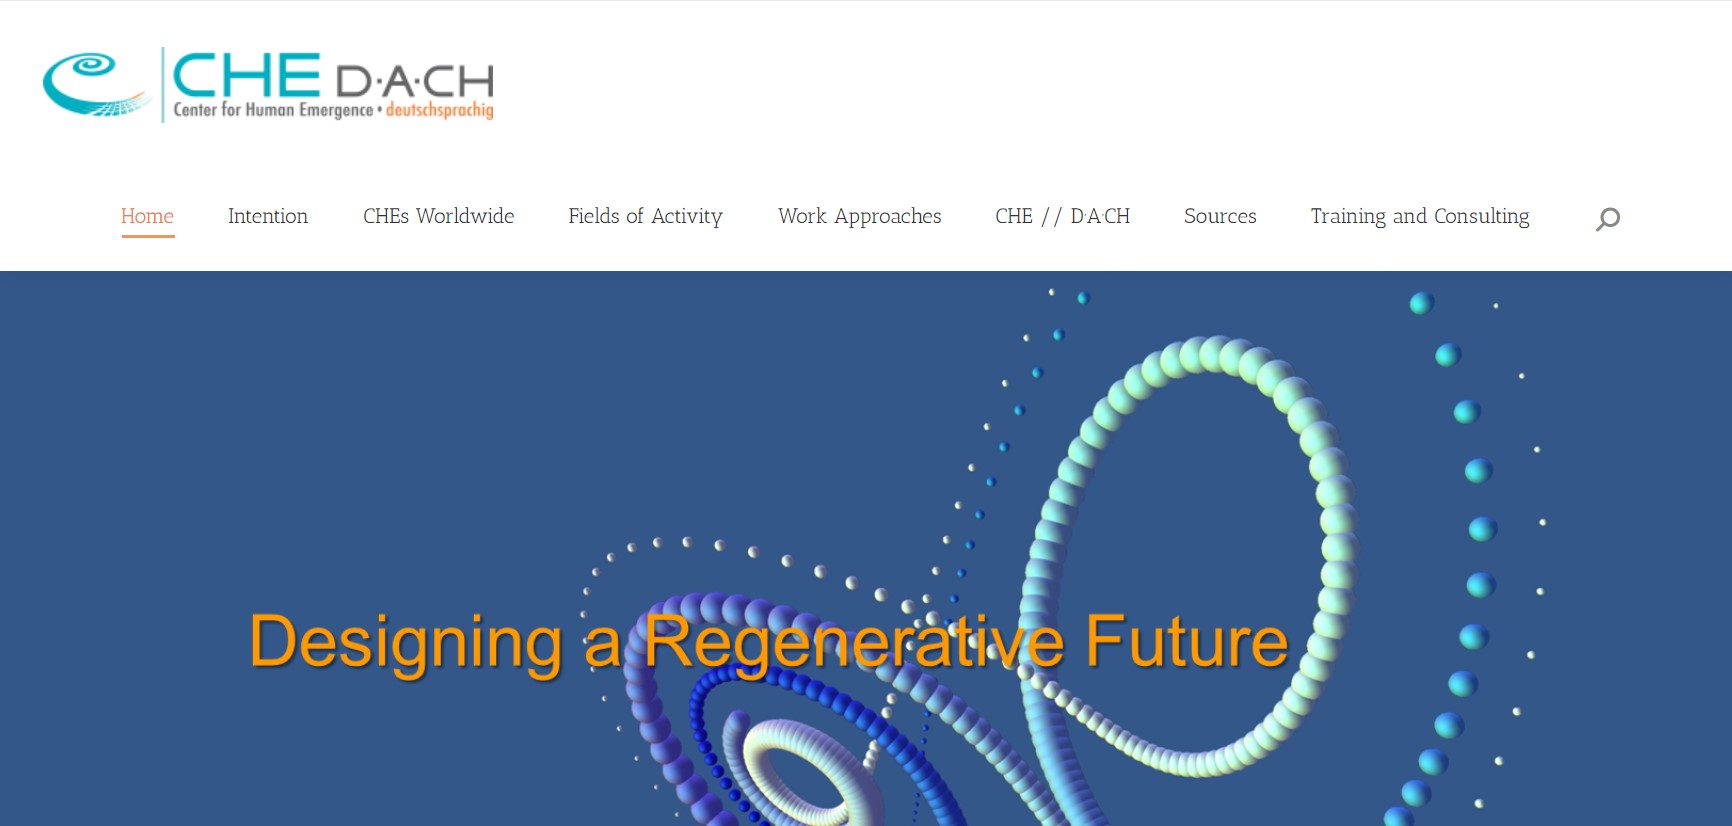 CHE D·A·CH
Center for Human Emergence • deutschsprachig
Home Intention CHEs Worldwide Fields of Activity Work Approaches CHE // D·A·CH Sources Training and Consulting
Designing a Regenerative Future